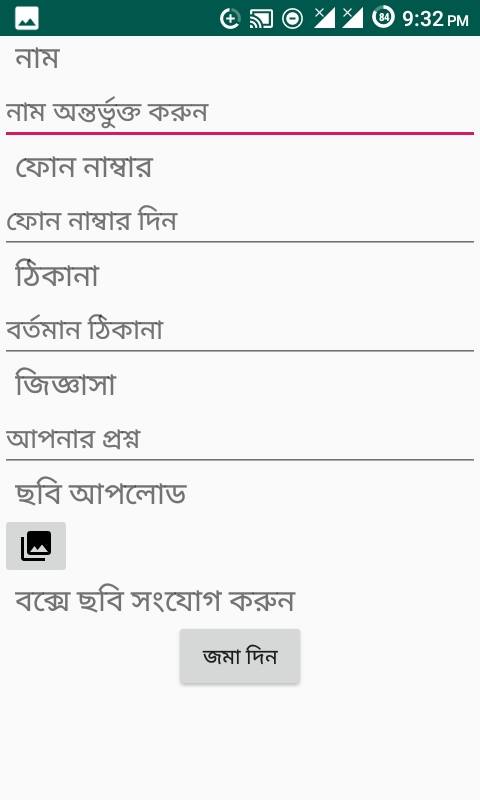 84 9:32 PM
নাম
নাম অন্তর্ভুক্ত করুন
ফোন নাম্বার
ফোন নাম্বার দিন
ঠিকানা
বর্তমান ঠিকানা
জিজ্ঞাসা
আপনার প্রশ্ন
ছবি আপলোড
বক্সে ছবি সংযোগ করুন
জমা দিন